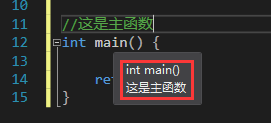 10
11 //这是主函数
12 int main() {
13 int main()
这是主函数
14 re
15 }